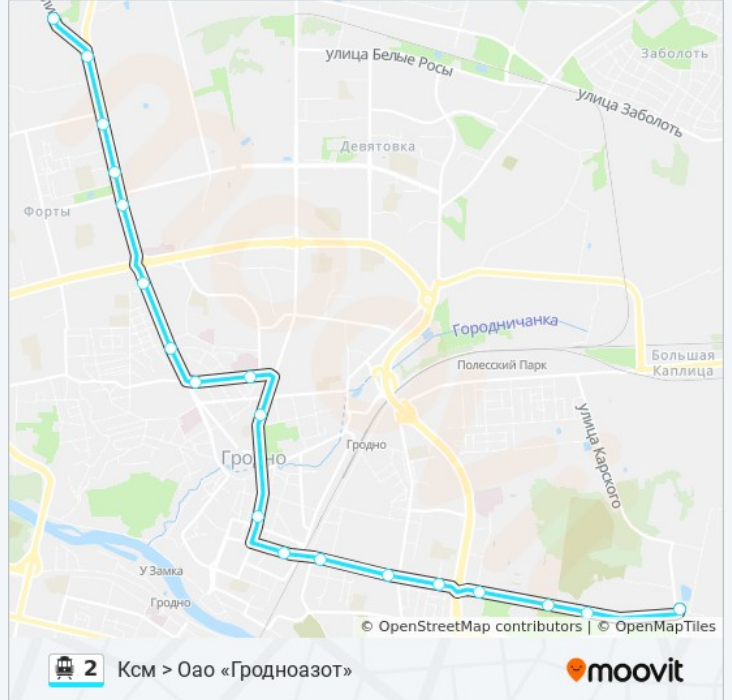 улица Белые Росы
Заболоть
улица Заболоть
Девятовка
Форты
Городничанка
Полесский Парк
Большая
Каплица
улица Карского
Гродно
Гродно
У Замка
Гродно
© OpenStreetMap contributors | © OpenMapTiles
2 Ксм > Оао «Гродноазот»
moovit